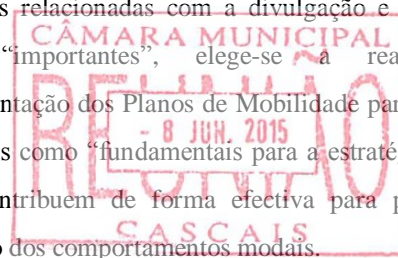 s relacionadas com a divulgação e
CÂMARA MUNICIPAL
“importantes”, elege-se à rea
ntação dos Planos de Mobilidade par
- 8 JUN. 2015
REUNIÃO
s como “fundamentais para a estraté
ntribuem de forma efectiva para p
CASCAIS
o dos comportamentos modais.